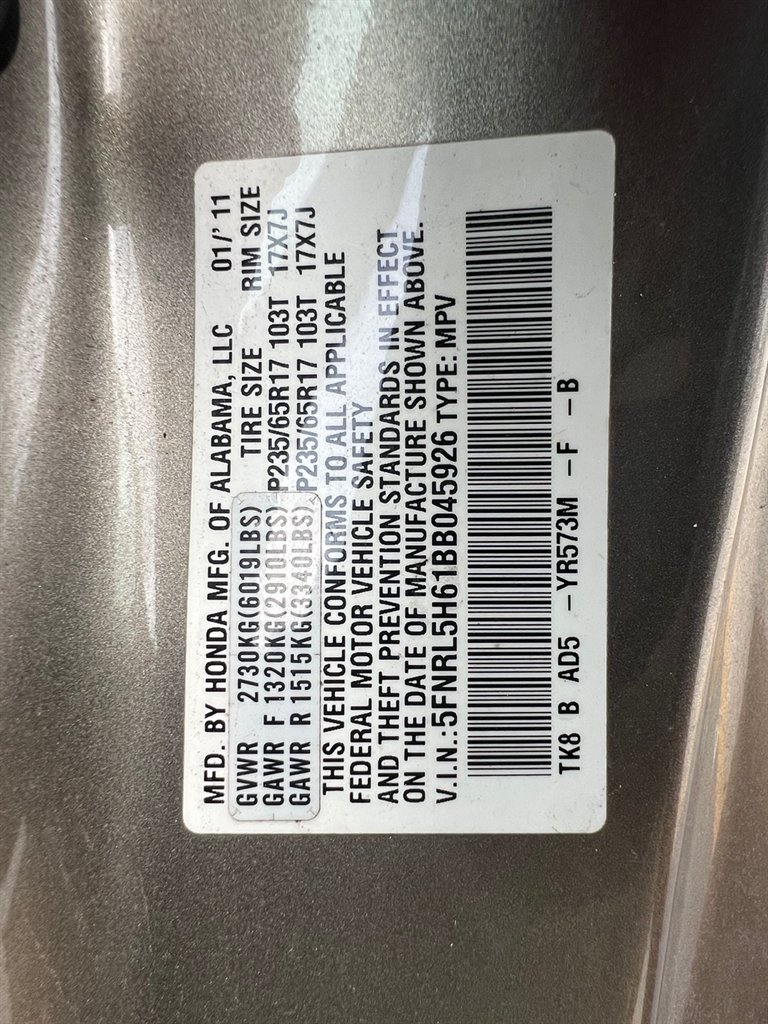 MFD. BY HONDA MFG. OF ALABAMA, LLC 01/' 11
GVWR 2730KG(6019LBS) TIRE SIZE RIM SIZE
GAWR F 1320KG(2910LBS) P235/65R17 103T 17X7J
GAWR R 1515KG(3340LBS) P235/65R17 103T 17X7J
THIS VEHICLE CONFORMS TO ALL APPLICABLE
FEDERAL MOTOR VEHICLE SAFETY
AND THEFT PREVENTION STANDARDS IN EFFECT
ON THE DATE OF MANUFACTURE SHOWN ABOVE.
V.I.N.:5FNRL5H61BB045926 TYPE: MPV
TK8 B AD5 -YR573M -F -B